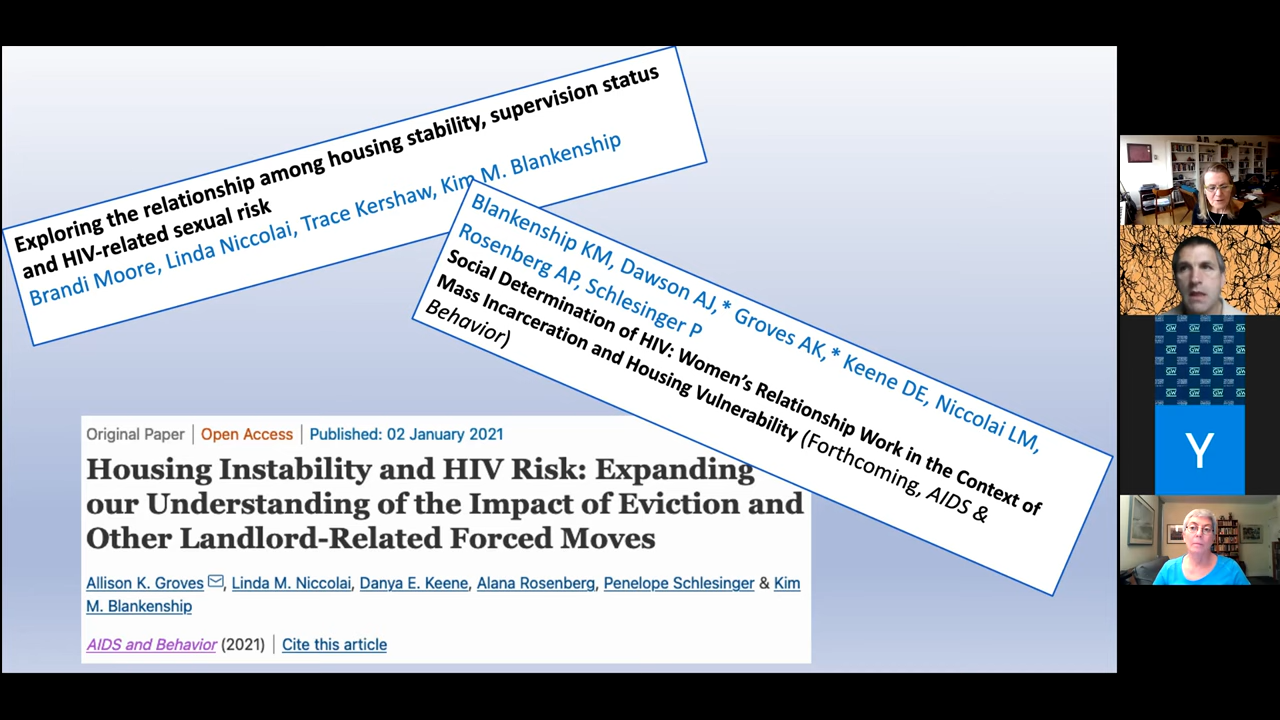 Exploring the relationship among housing stability, supervision status
and HIV-related sexual risk
Brandi Moore, Linda Niccolai, Trace Kershaw, Kim M. Blankenship
Blankenship KM, Dawson AJ, * Groves AK, * Keene DE, Niccolai LM,
Rosenberg AP, Schlesinger P
Social Determination of HIV: Women’s Relationship Work in the Context of
Mass Incarceration and Housing Vulnerability (Forthcoming, AIDS &
Behavior)
Original Paper | Open Access | Published: 02 January 2021
Housing Instability and HIV Risk: Expanding
our Understanding of the Impact of Eviction and
Other Landlord-Related Forced Moves
Allison K. Groves, Linda M. Niccolai, Danya E. Keene, Alana Rosenberg, Penelope Schlesinger & Kim
M. Blankenship
AIDS and Behavior (2021) | Cite this article
GW
Y